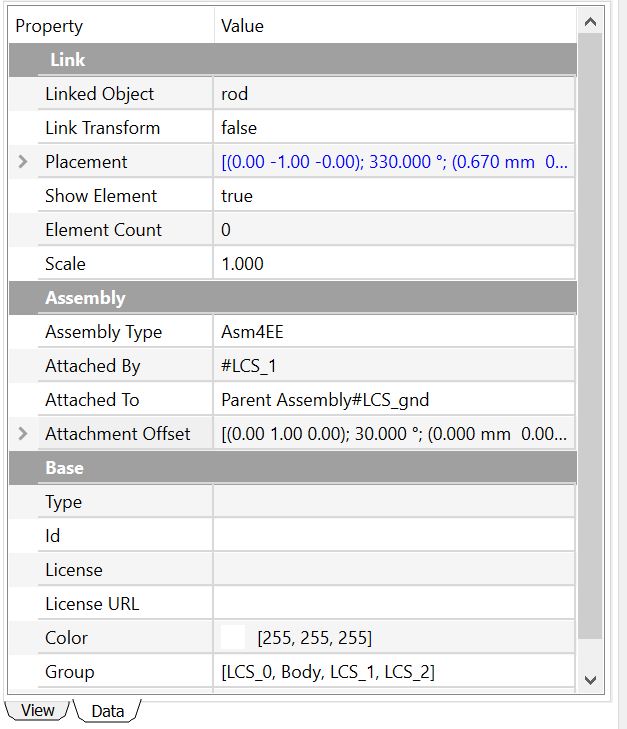 Property Value
Link
Linked Object rod
Link Transform false
Placement [(0.00 -1.00 -0.00); 330.000 °; (0.670 mm  0...
Show Element true
Element Count 0
Scale 1.000
Assembly
Assembly Type Asm4EE
Attached By #LCS_1
Attached To Parent Assembly#LCS_gnd
Attachment Offset [(0.00 1.00 0.00); 30.000 °; (0.000 mm  0.00...
Base
Type
Id
License
License URL
Color [255, 255, 255]
Group [LCS_0, Body, LCS_1, LCS_2]
View Data